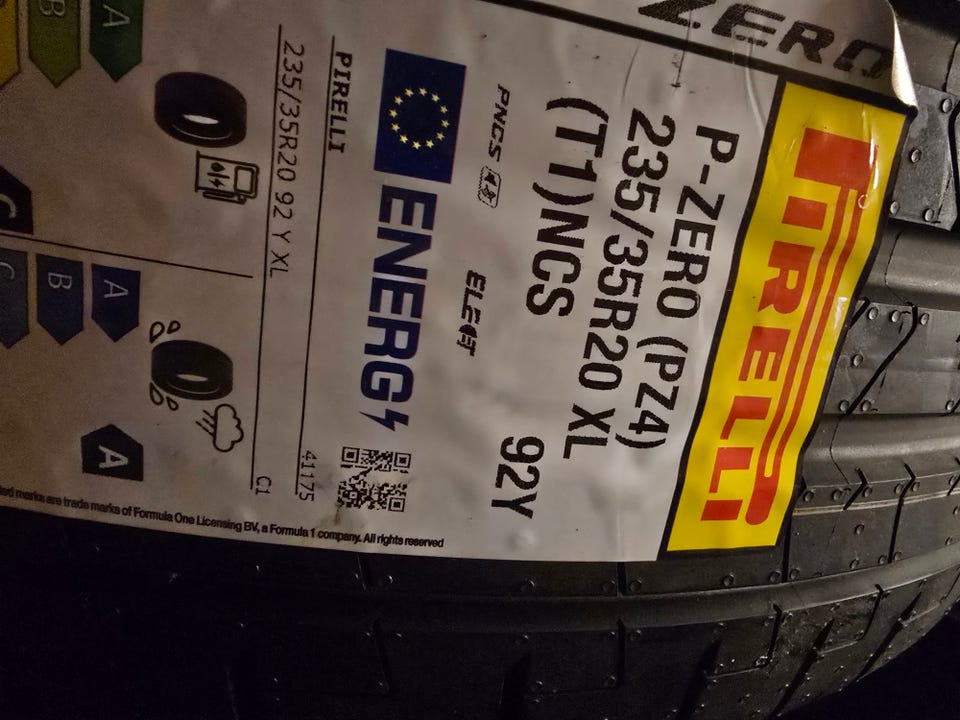 ZERO
PIRELLI
P-ZERO (PZ4)
235/35R20 XL
(T1)NCS 92Y
PNCS ELECT
ENERG
PIRELLI 41175
235/35R20 92 Y XL C1
A
B
C
A
B
C
A
marks are trade marks of Formula One Licensing BV, a Formula 1 company. All rights reserved